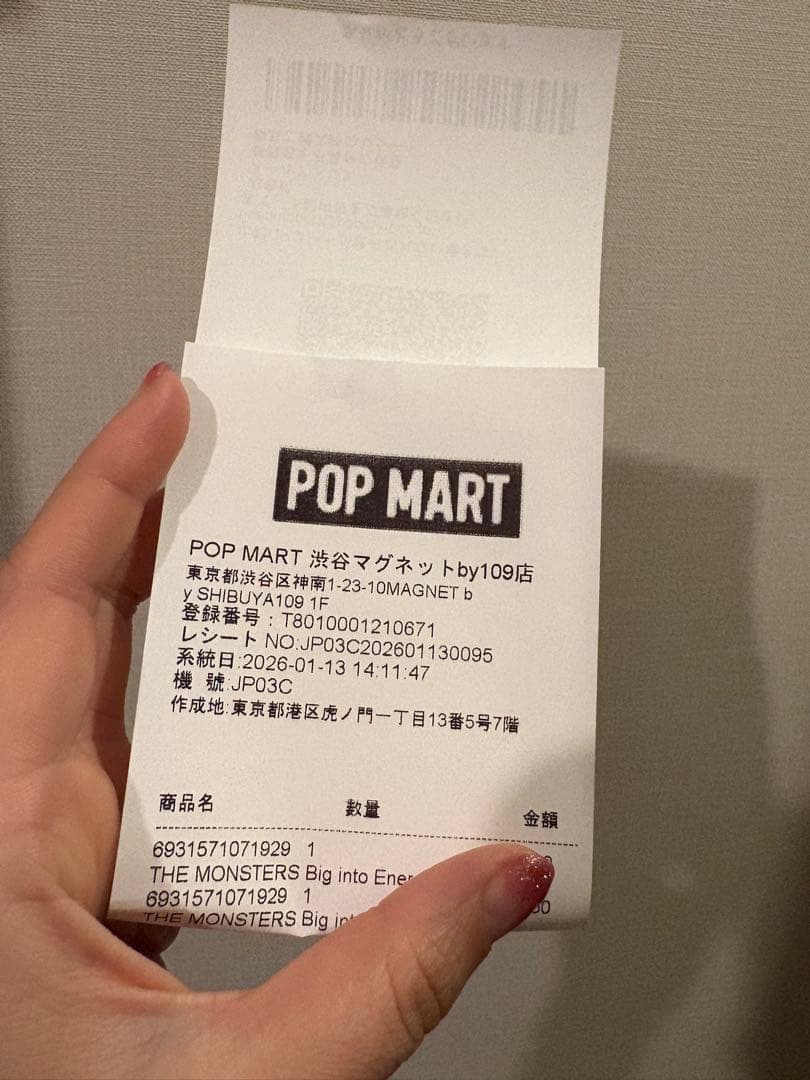 POP MART
POP MART 渋谷マグネットby109店
東京都渋谷区神南1-23-10MAGNET b
y SHIBUYA109 1F
登録番号：T8010001210671
レシート NO:JP03C202601130095
系統日:2026-01-13 14:11:47
機 號:JP03C
作成地:東京都港区虎ノ門一丁目13番5号7階
商品名 數量 金額
6931571071929 1
THE MONSTERS Big into
6931571071929 1
THE MONSTERS Big